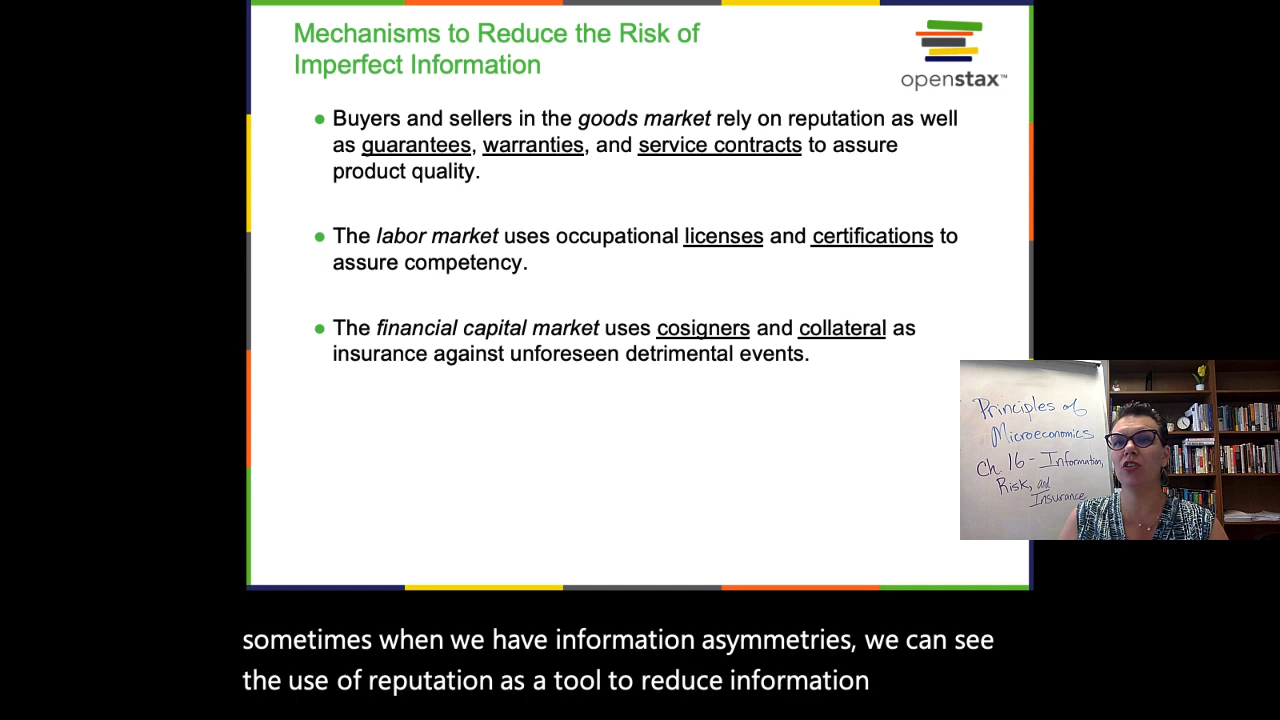 Mechanisms to Reduce the Risk of
Imperfect Information
openstax™
● Buyers and sellers in the goods market rely on reputation as well
as guarantees, warranties, and service contracts to assure
product quality.
● The labor market uses occupational licenses and certifications to
assure competency.
● The financial capital market uses cosigners and collateral as
insurance against unforeseen detrimental events.
Principles of
Microeconomics
Ch. 16 - Information,
Risk, and
Insurance
sometimes when we have information asymmetries, we can see
the use of reputation as a tool to reduce information